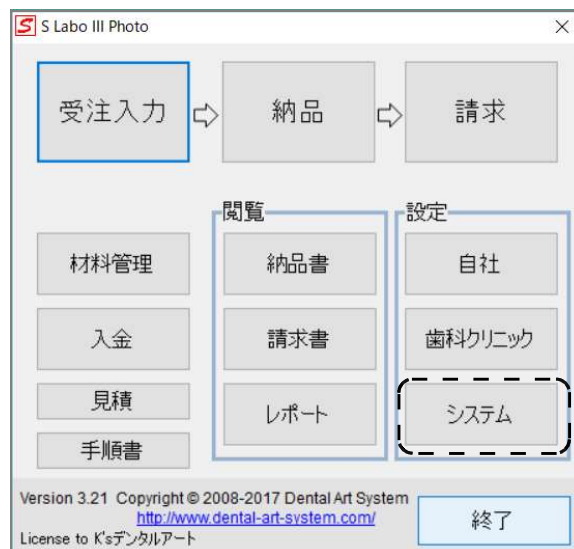 S S Labo III Photo
受注入力 ⇨ 納品 ⇨ 請求
閲覧 設定
材料管理 納品書 自社
入金 請求書 歯科クリニック
見積 レポート システム
手順書
Version 3.21 Copyright © 2008-2017 Dental Art System
http://www.dental-art-system.com/
License to K'sデンタルアート
終了